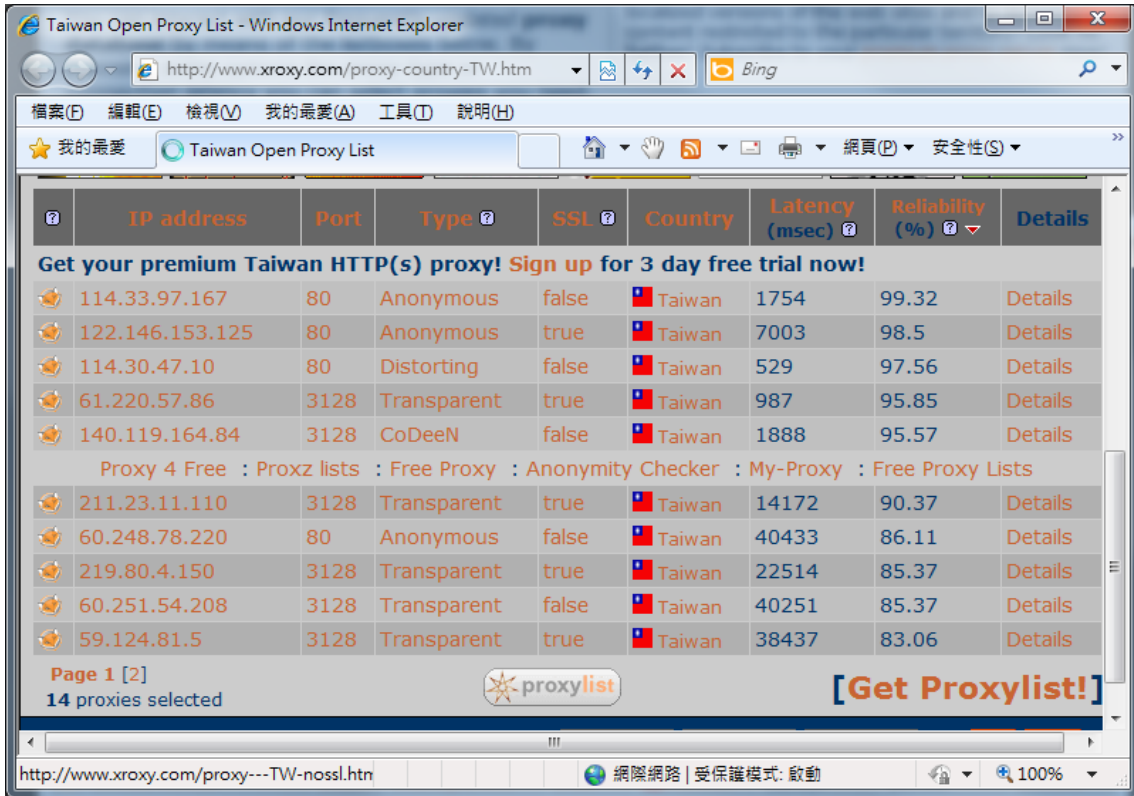 Taiwan Open Proxy List - Windows Internet Explorer
http://www.xroxy.com/proxy-country-TW.htm Bing
檔案(F) 編輯(E) 檢視(V) 我的最愛(A) 工具(T) 說明(H)
我的最愛 Taiwan Open Proxy List 網頁(P) 安全性(S)
IP address Port Type SSL Country Latency (msec) Reliability (%) Details
Get your premium Taiwan HTTP(s) proxy! Sign up for 3 day free trial now!
114.33.97.167 80 Anonymous false Taiwan 1754 99.32 Details
122.146.153.125 80 Anonymous true Taiwan 7003 98.5 Details
114.30.47.10 80 Distorting false Taiwan 529 97.56 Details
61.220.57.86 3128 Transparent true Taiwan 987 95.85 Details
140.119.164.84 3128 CoDeeN false Taiwan 1888 95.57 Details
Proxy 4 Free : Proxz lists : Free Proxy : Anonymity Checker : My-Proxy : Free Proxy Lists
211.23.11.110 3128 Transparent true Taiwan 14172 90.37 Details
60.248.78.220 80 Anonymous false Taiwan 40433 86.11 Details
219.80.4.150 3128 Transparent true Taiwan 22514 85.37 Details
60.251.54.208 3128 Transparent false Taiwan 40251 85.37 Details
59.124.81.5 3128 Transparent true Taiwan 38437 83.06 Details
Page 1 [2]
14 proxies selected
proxylist
[Get Proxylist!]
http://www.xroxy.com/proxy---TW-nossl.htm 網際網路 | 受保護模式: 啟動 100%